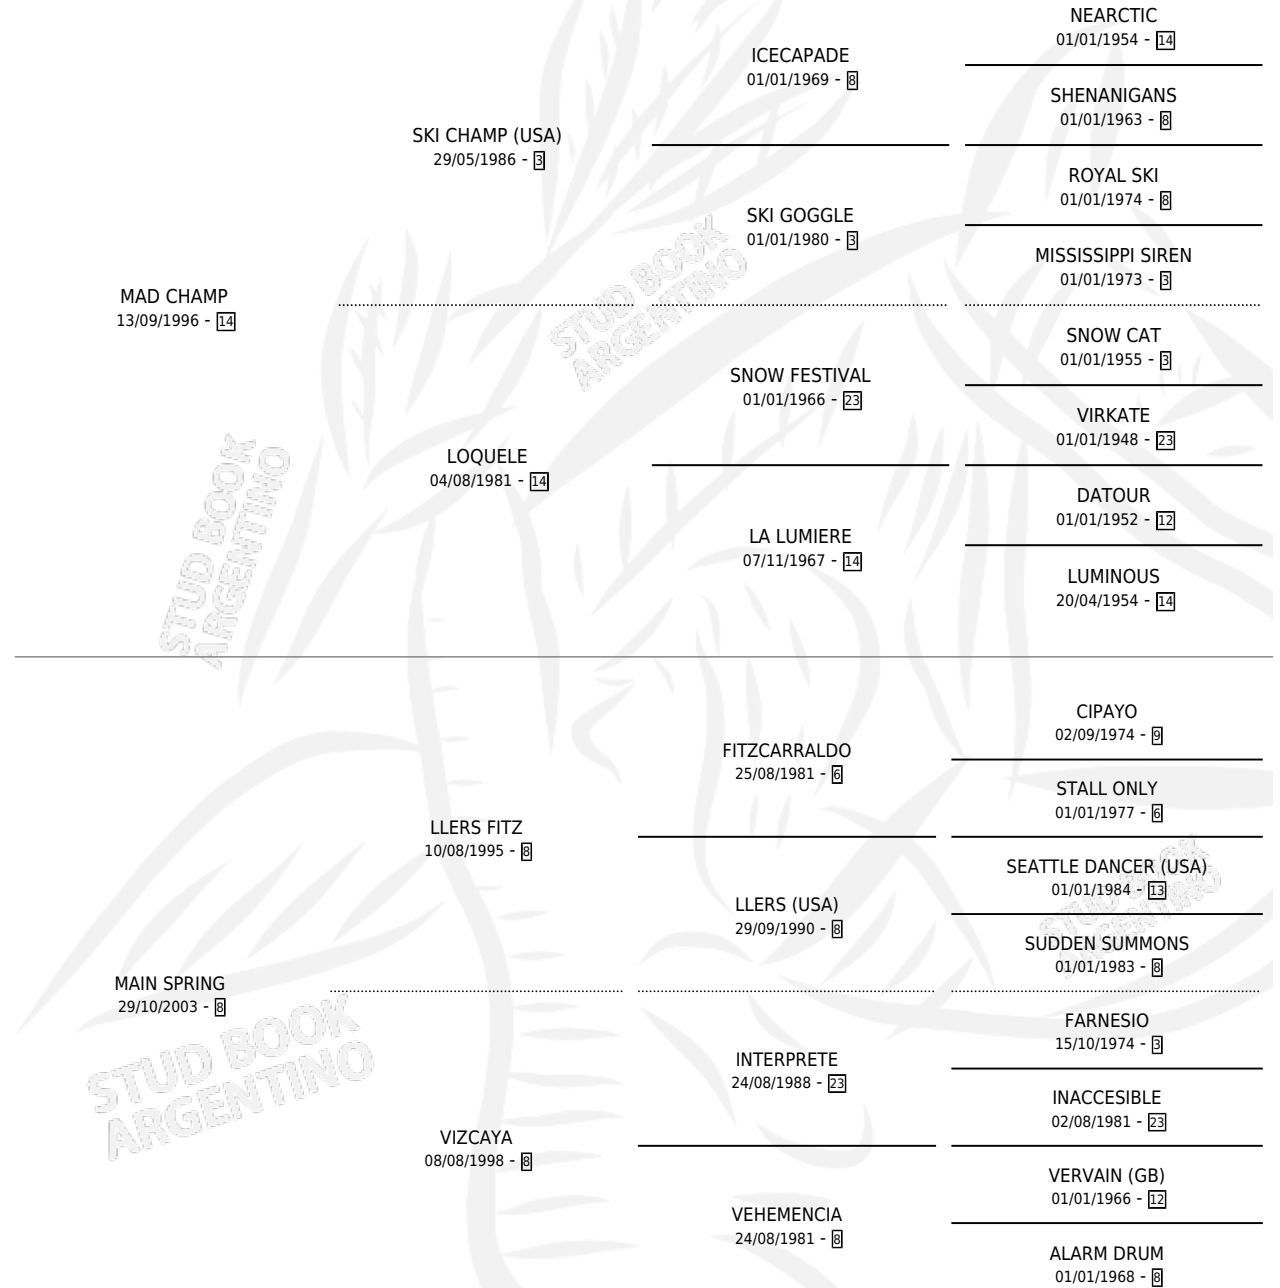 NEARCTIC
01/01/1954 - 14
ICECAPADE
01/01/1969 - 8
SHENANIGANS
01/01/1963 - 8
SKI CHAMP (USA)
29/05/1986 - 3
ROYAL SKI
01/01/1974 - 8
SKI GOGGLE
01/01/1980 - 3
MISSISSIPPI SIREN
01/01/1973 - 3
STUD BOOK
ARGENTINO
MAD CHAMP
13/09/1996 - 14
SNOW CAT
01/01/1955 - 3
SNOW FESTIVAL
01/01/1966 - 23
VIRKATE
01/01/1948 - 23
LOQUELE
04/08/1981 - 14
DATOUR
01/01/1952 - 12
LA LUMIERE
07/11/1967 - 14
LUMINOUS
20/04/1954 - 14
STUD BOOK
ARGENTINO
CIPAYO
02/09/1974 - 9
FITZCARRALDO
25/08/1981 - 6
STALL ONLY
01/01/1977 - 6
LLERS FITZ
10/08/1995 - 8
SEATTLE DANCER (USA)
01/01/1984 - 13
LLERS (USA)
29/09/1990 - 8
SUDDEN SUMMONS
01/01/1983 - 8
STUD BOOK
ARGENTINO
MAIN SPRING
29/10/2003 - 8
FARNESIO
15/10/1974 - 3
INTERPRETE
24/08/1988 - 23
INACCESIBLE
02/08/1981 - 23
STUD BOOK
ARGENTINO
VIZCAYA
08/08/1998 - 8
VERVAIN (GB)
01/01/1966 - 12
VEHEMENCIA
24/08/1981 - 8
ALARM DRUM
01/01/1968 - 8